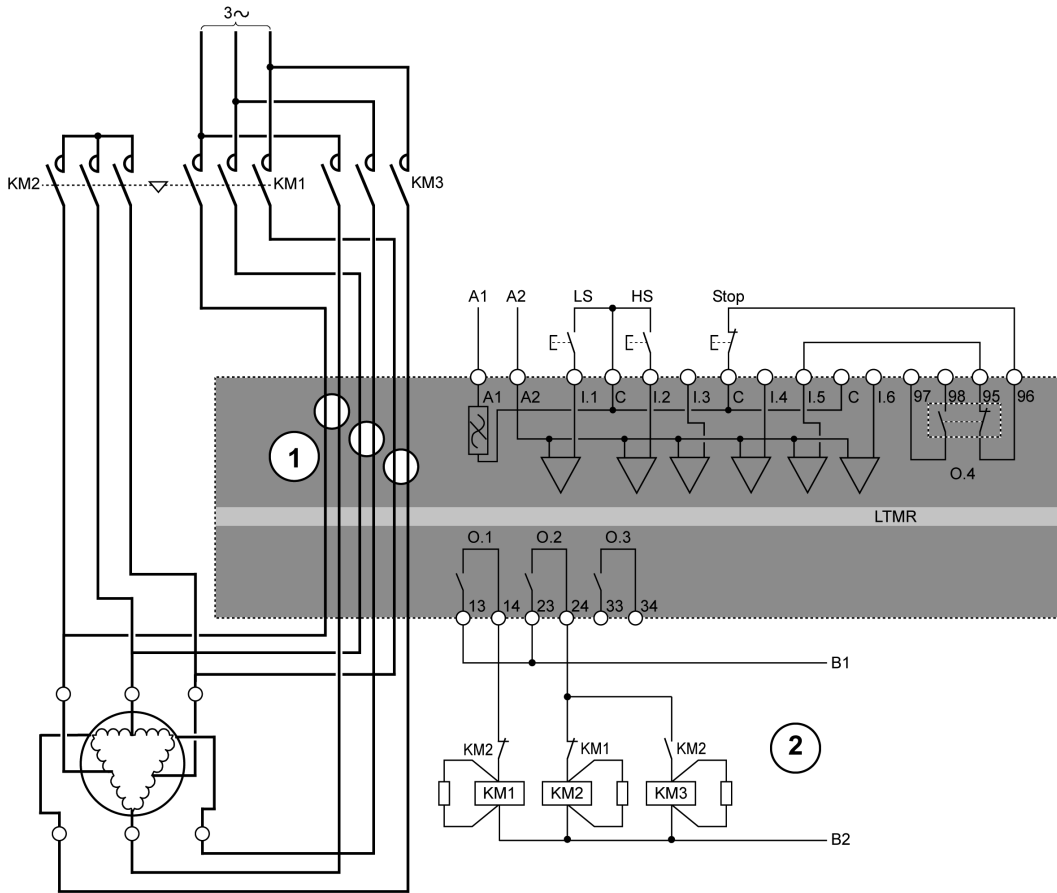 3∼
KM2
KM1
KM3
A1 A2 LS HS Stop
A1 A2 I.1 C I.2 I.3 C I.4 I.5 C I.6 97 98 95 96
1
O.4
LTMR
O.1 O.2 O.3
13 14 23 24 33 34
B1
KM2 KM1 KM2
2
KM1 KM2 KM3
B2